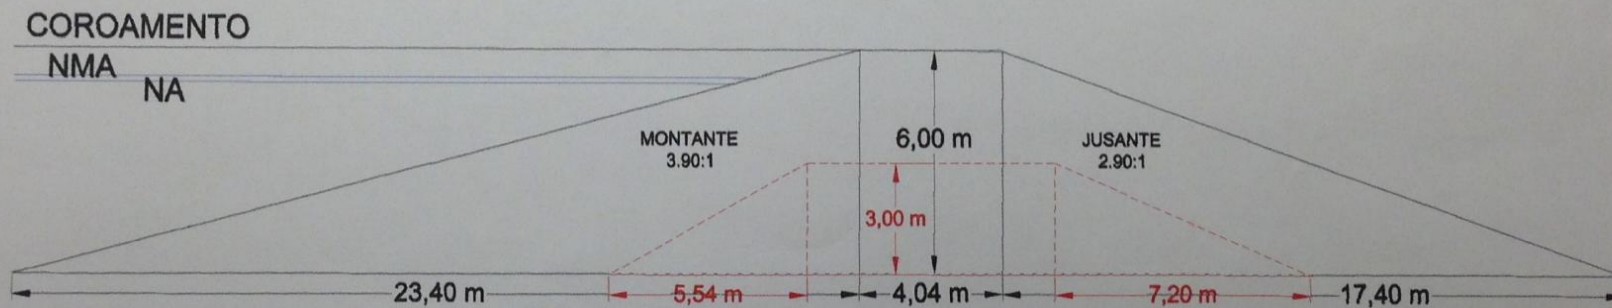 COROAMENTO
NMA
NA
MONTANTE
3.90:1
6,00 m
JUSANTE
2.90:1
3,00 m
23,40 m
5,54 m
4,04 m
7,20 m
17,40 m